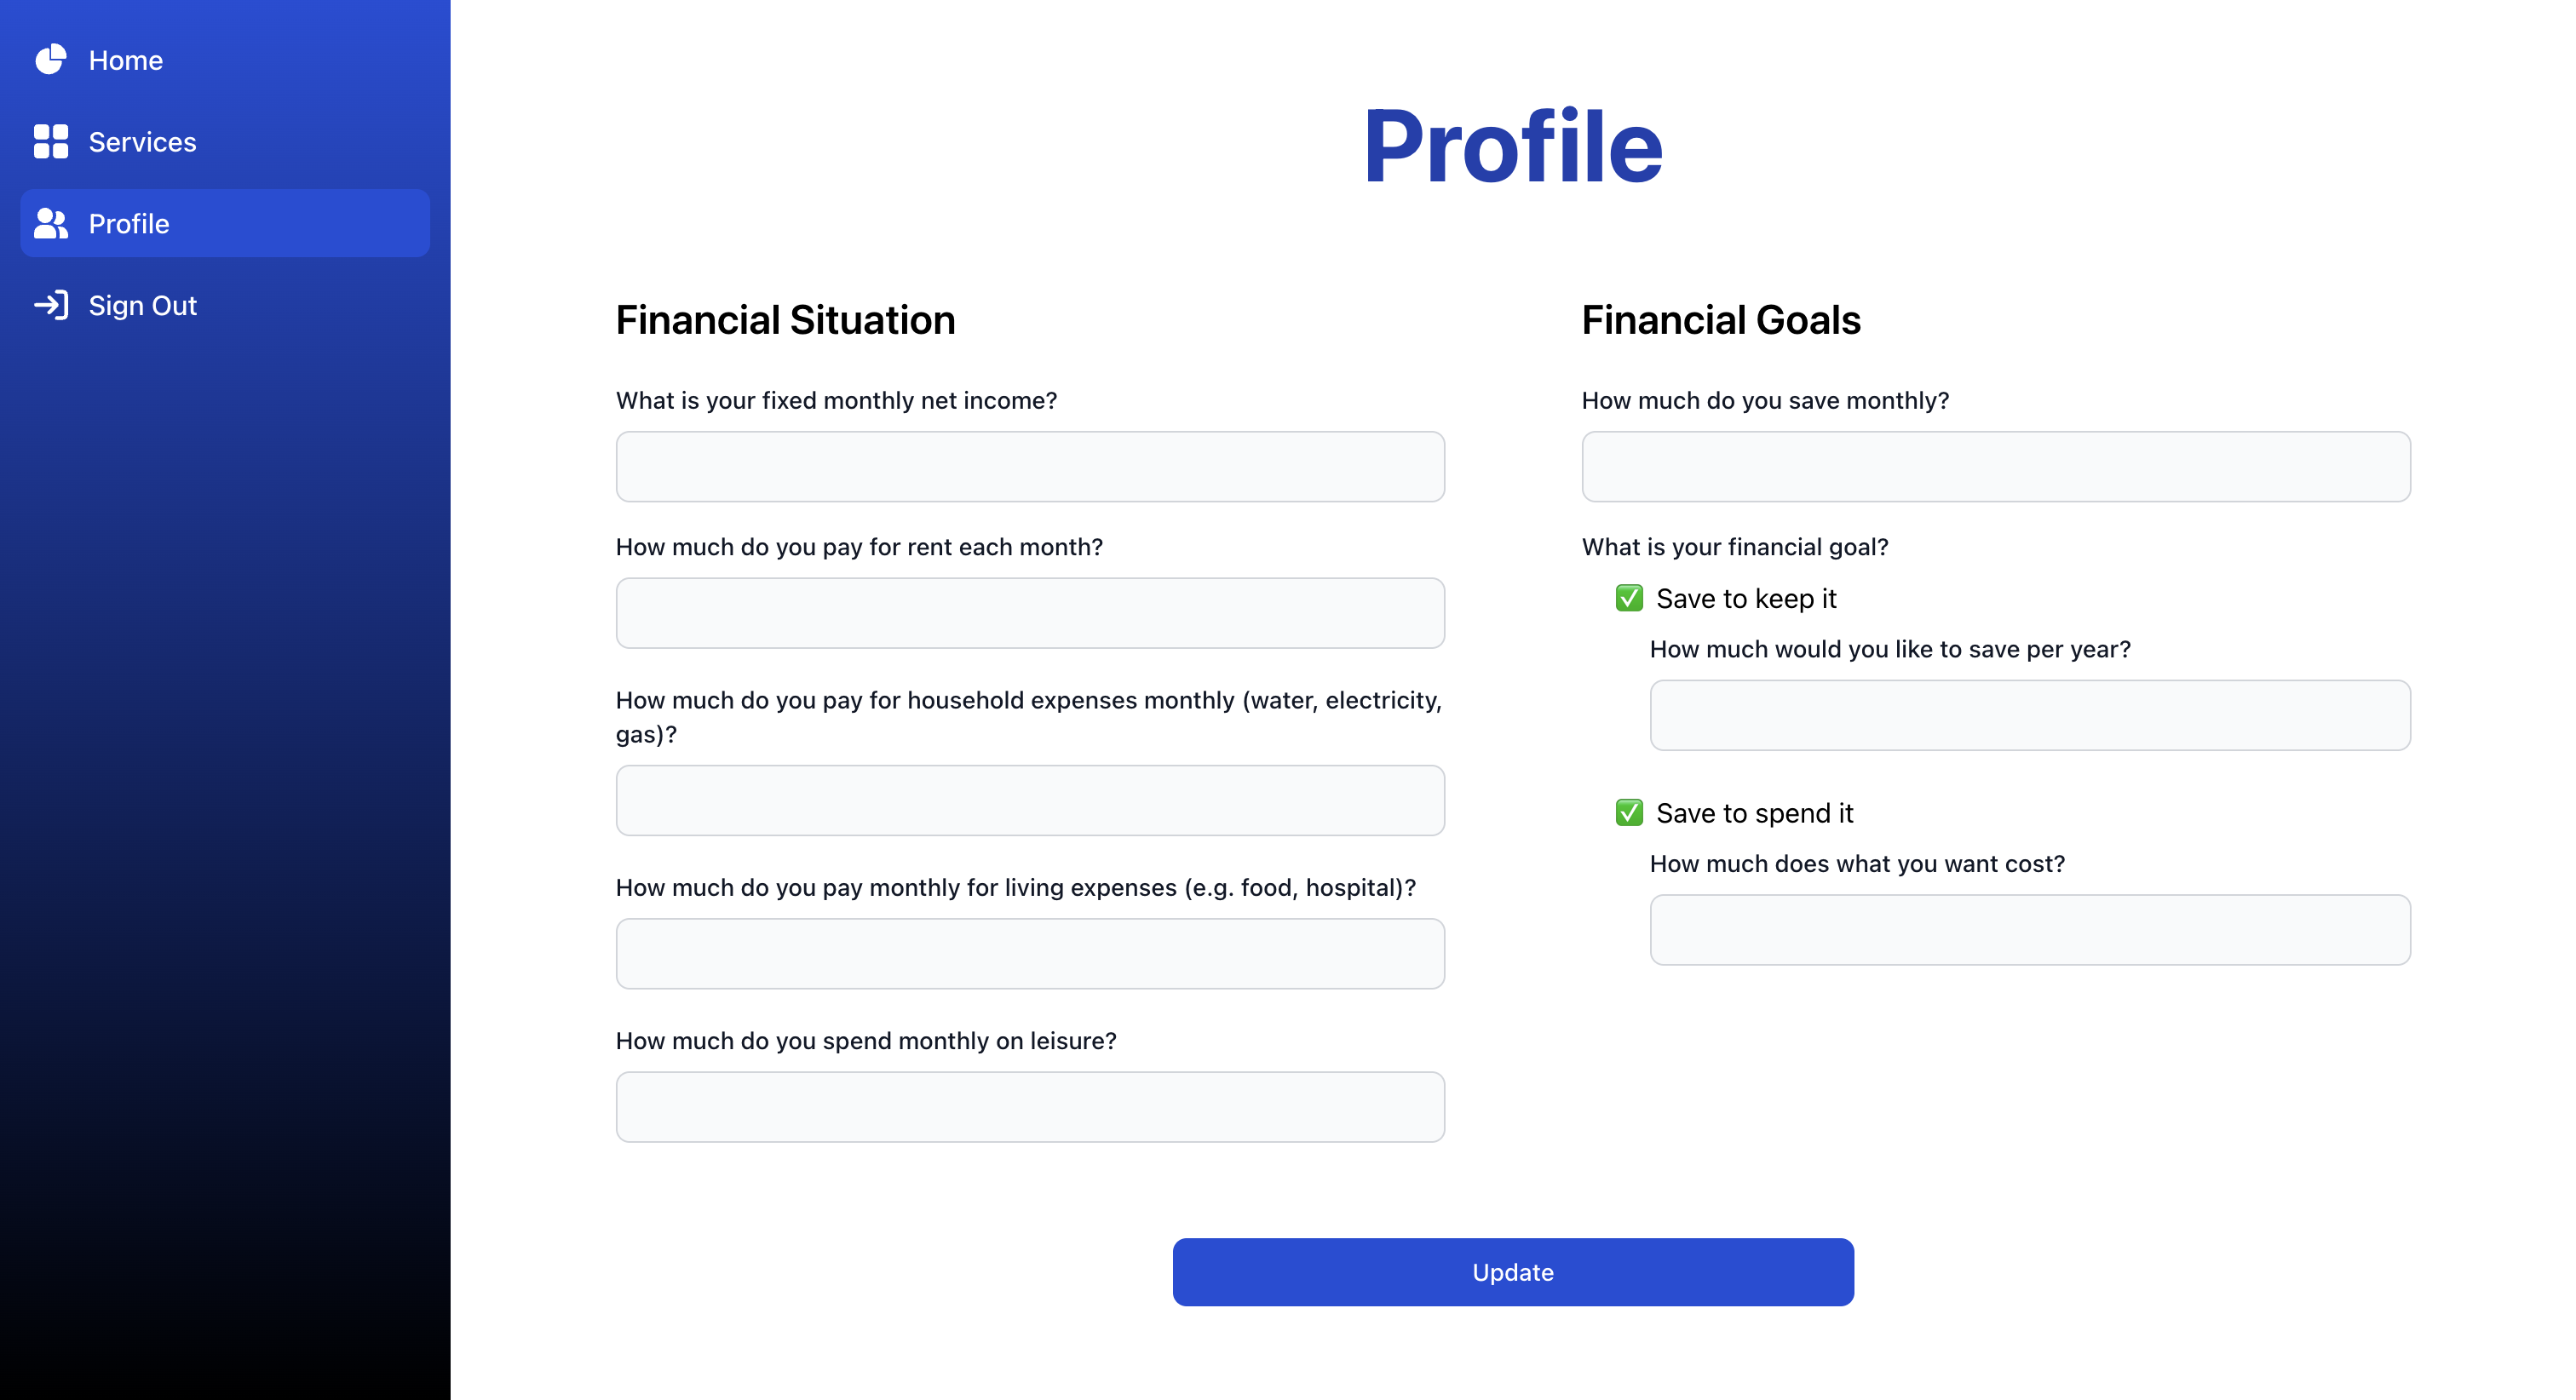 Home
Services
Profile
Sign Out
Profile
Financial Situation
What is your fixed monthly net income?
How much do you pay for rent each month?
How much do you pay for household expenses monthly (water, electricity,
gas)?
How much do you pay monthly for living expenses (e.g. food, hospital)?
How much do you spend monthly on leisure?
Financial Goals
How much do you save monthly?
What is your financial goal?
Save to keep it
How much would you like to save per year?
Save to spend it
How much does what you want cost?
Update